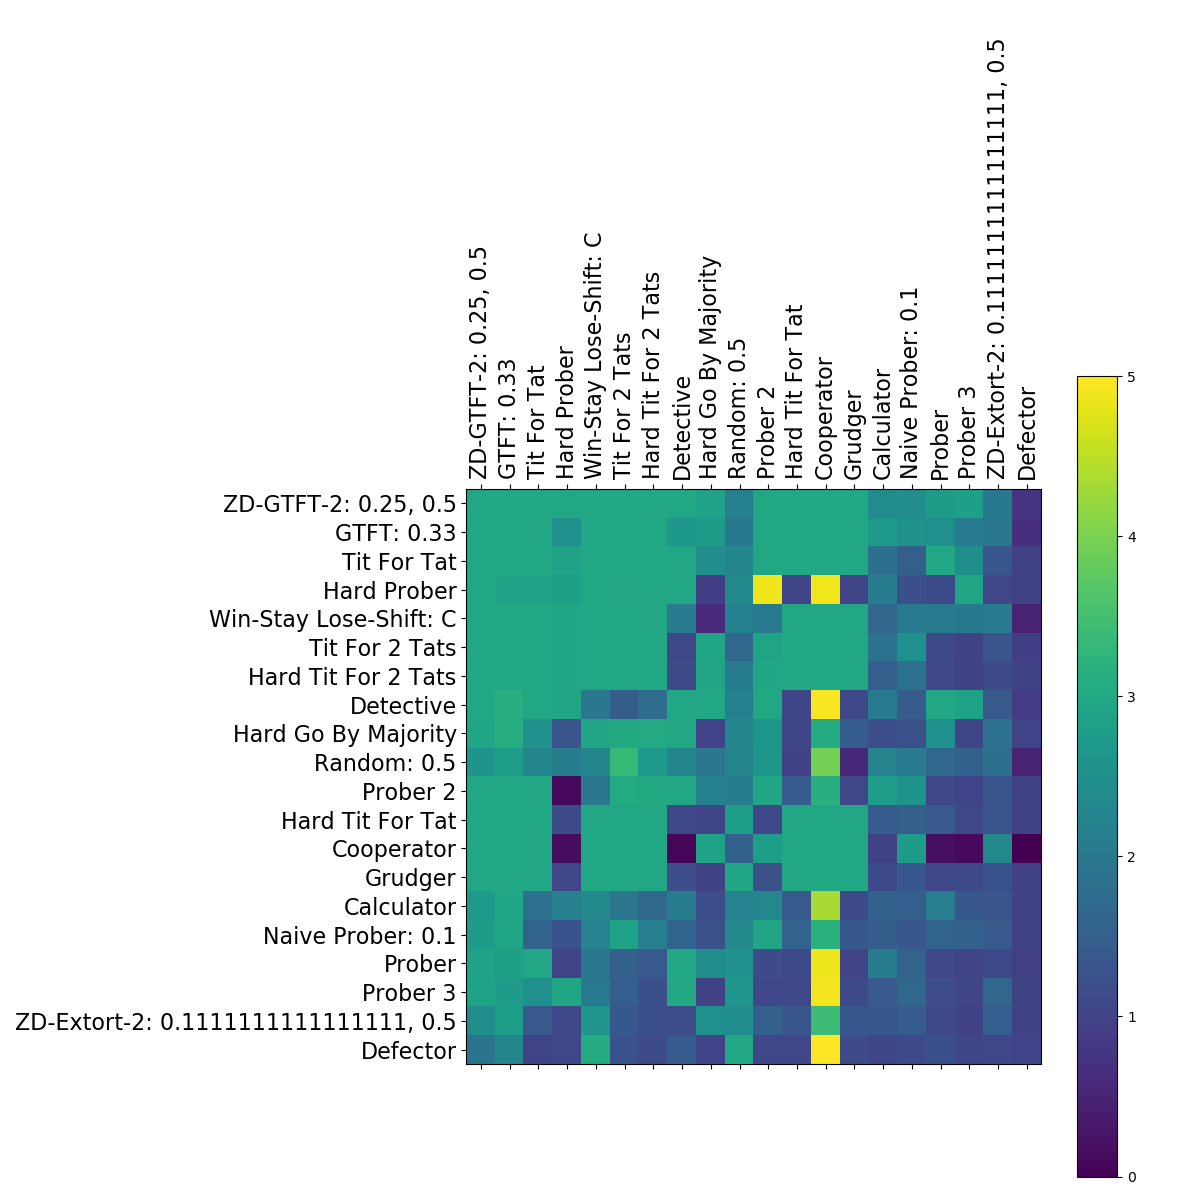 ZD-GTFT-2: 0.25, 0.5
GTFT: 0.33
Tit For Tat
Hard Prober
Win-Stay Lose-Shift: C
Tit For 2 Tats
Hard Tit For 2 Tats
Detective
Hard Go By Majority
Random: 0.5
Prober 2
Hard Tit For Tat
Cooperator
Grudger
Calculator
Naive Prober: 0.1
Prober
Prober 3
ZD-Extort-2: 0.1111111111111111, 0.5
Defector
ZD-GTFT-2: 0.25, 0.5
GTFT: 0.33
Tit For Tat
Hard Prober
Win-Stay Lose-Shift: C
Tit For 2 Tats
Hard Tit For 2 Tats
Detective
Hard Go By Majority
Random: 0.5
Prober 2
Hard Tit For Tat
Cooperator
Grudger
Calculator
Naive Prober: 0.1
Prober
Prober 3
ZD-Extort-2: 0.1111111111111111, 0.5
Defector
5
4
3
2
1
0